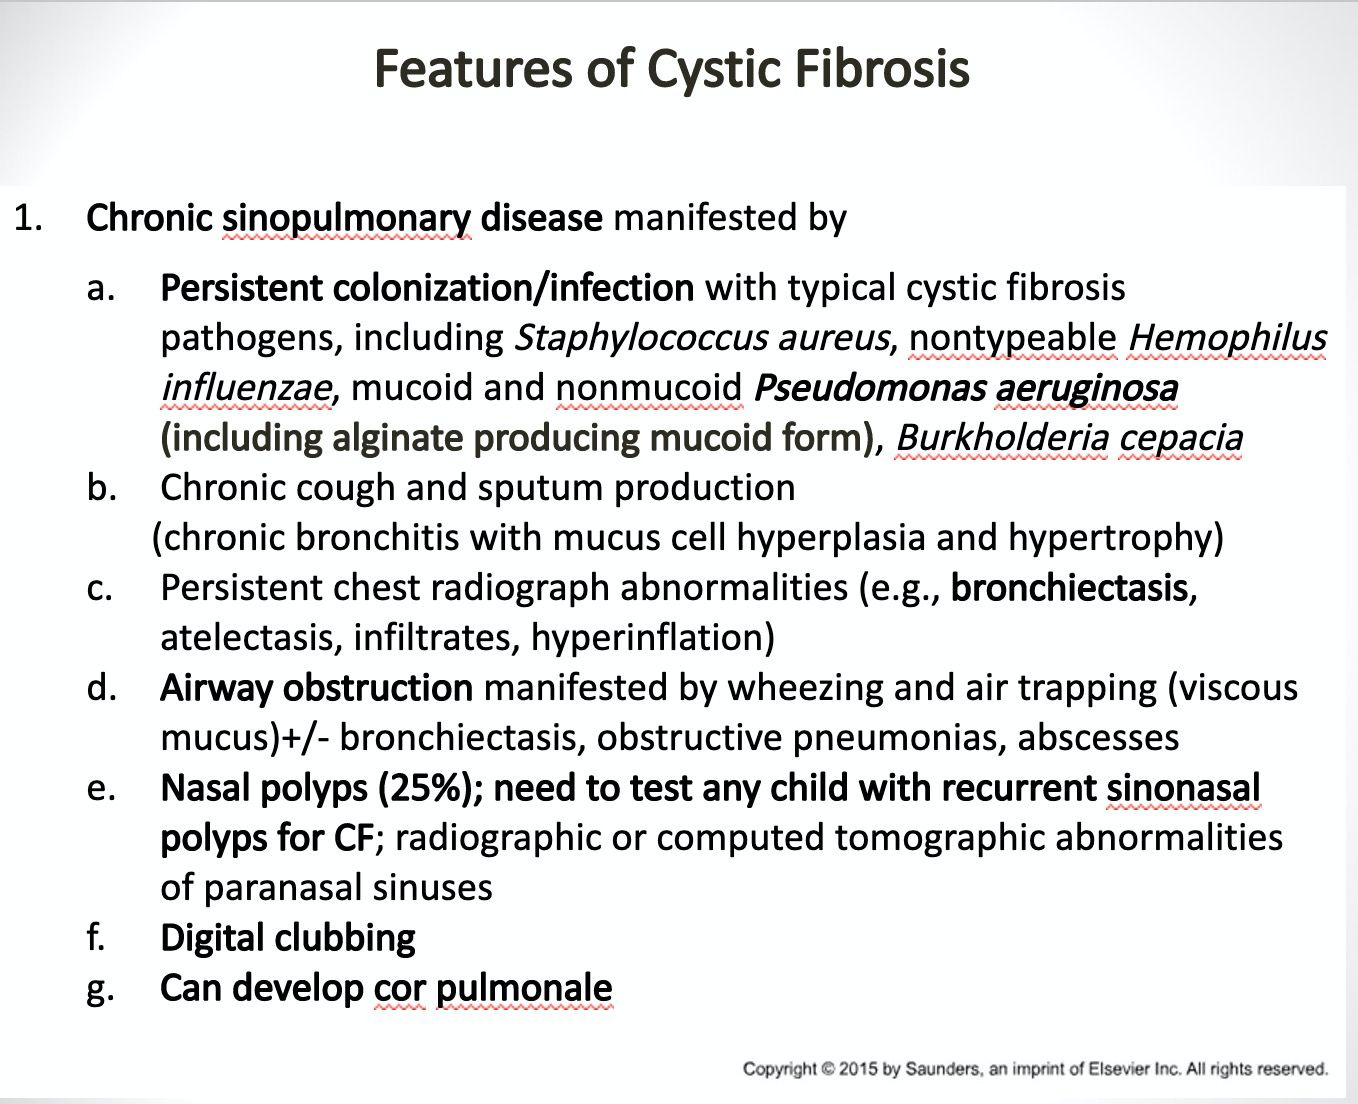 Features of Cystic Fibrosis
1. Chronic sinopulmonary disease manifested by
a. Persistent colonization/infection with typical cystic fibrosis
pathogens, including Staphylococcus aureus, nontypeable Hemophilus
influenzae, mucoid and nonmucoid Pseudomonas aeruginosa
(including alginate producing mucoid form), Burkholderia cepacia
b. Chronic cough and sputum production
(chronic bronchitis with mucus cell hyperplasia and hypertrophy)
c. Persistent chest radiograph abnormalities (e.g., bronchiectasis,
atelectasis, infiltrates, hyperinflation)
d. Airway obstruction manifested by wheezing and air trapping (viscous
mucus)+/- bronchiectasis, obstructive pneumonias, abscesses
e. Nasal polyps (25%); need to test any child with recurrent sinonasal
polyps for CF; radiographic or computed tomographic abnormalities
of paranasal sinuses
f. Digital clubbing
g. Can develop cor pulmonale
Copyright © 2015 by Saunders, an imprint of Elsevier Inc. All rights reserved.